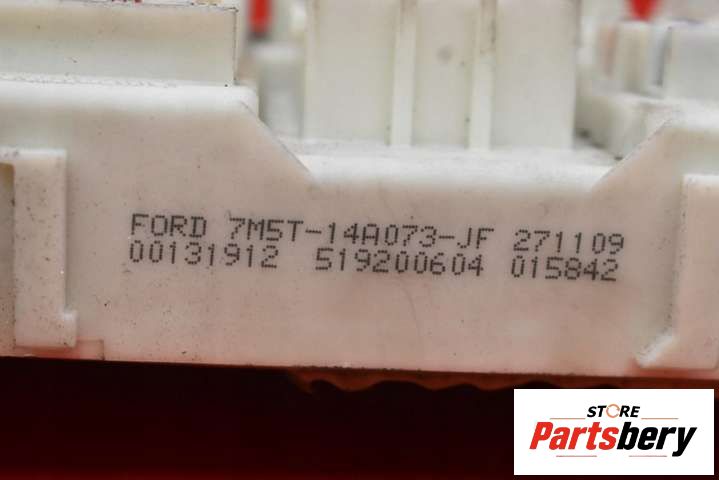 FORD 7M5T-14A073-JF 271109
00131912 519200604 015842
STORE
Partsbery